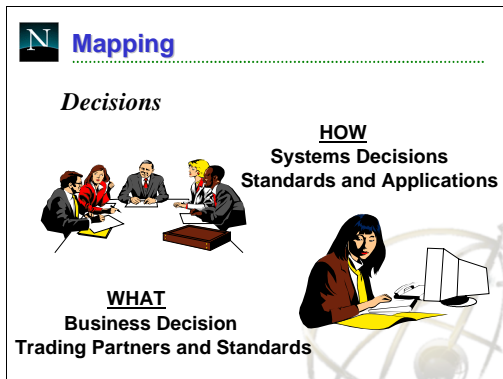 N
Mapping
Decisions
HOW
Systems Decisions
Standards and Applications
WHAT
Business Decision
Trading Partners and Standards